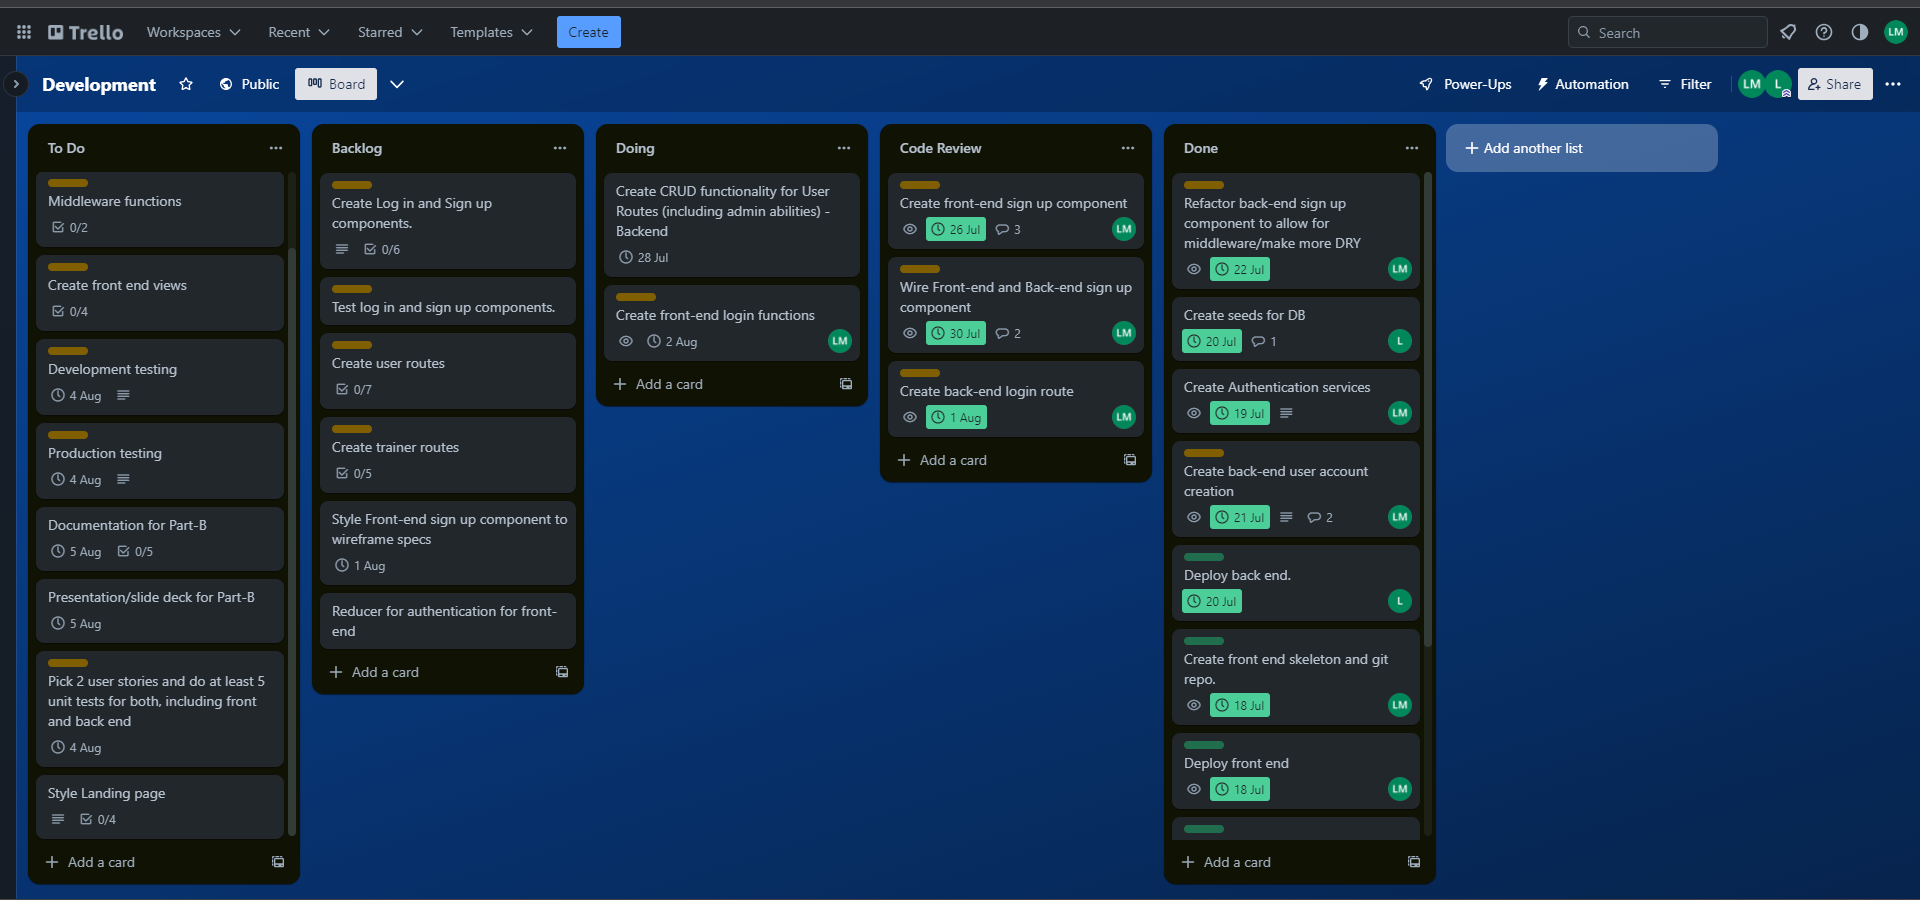 Trello
Workspaces
Recent
Starred
Templates
Create
Search
LM
Development
Public
Board
Power-Ups
Automation
Filter
LM
L
Share
To Do
Middleware functions
0/2
Create front end views
0/4
Development testing
4 Aug
Production testing
4 Aug
Documentation for Part-B
5 Aug 0/5
Presentation/slide deck for Part-B
5 Aug
Pick 2 user stories and do at least 5
unit tests for both, including front
and back end
4 Aug
Style Landing page
0/4
+ Add a card
Backlog
Create Log in and Sign up
components.
0/6
Test log in and sign up components.
Create user routes
0/7
Create trainer routes
0/5
Style Front-end sign up component to
wireframe specs
1 Aug
Reducer for authentication for front-
end
+ Add a card
Doing
Create CRUD functionality for User
Routes (including admin abilities) -
Backend
28 Jul
Create front-end login functions
2 Aug LM
+ Add a card
Code Review
Create front-end sign up component
26 Jul 3 LM
Wire Front-end and Back-end sign up
component
30 Jul 2 LM
Create back-end login route
1 Aug LM
+ Add a card
Done
Refactor back-end sign up
component to allow for
middleware/make more DRY
22 Jul LM
Create seeds for DB
20 Jul 1 L
Create Authentication services
19 Jul LM
Create back-end user account
creation
21 Jul 2 LM
Deploy back end.
20 Jul L
Create front end skeleton and git
repo.
18 Jul LM
Deploy front end
18 Jul LM
+ Add a card
+ Add another list